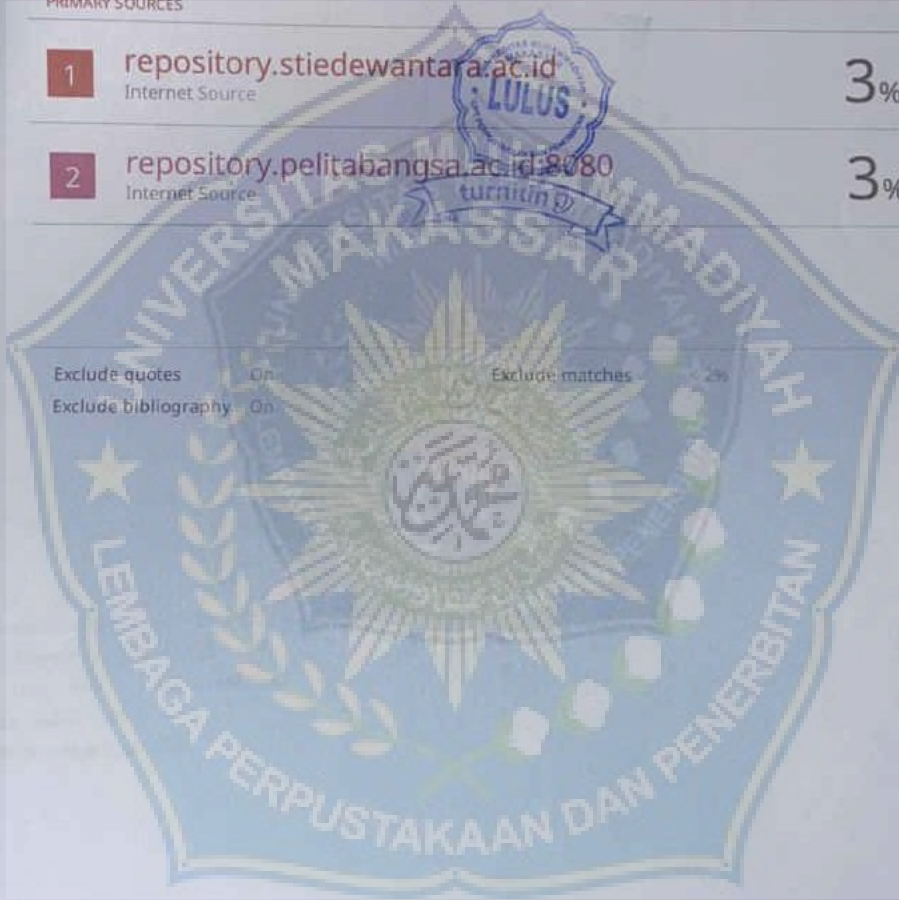 PRIMARY SOURCES
1 repository.stiedewantara.ac.id 3%
Internet Source
LULUS
2 repository.pelitabangsa.ac.id:8080 3%
Internet Source
turnitin
UNIVERSITAS MUHAMMADIYAH
MAKASSAR
Exclude quotes On Exclude matches < 2%
Exclude bibliography On
محمدية
LEMBAGA PERPUSTAKAAN DAN PENERBITAN